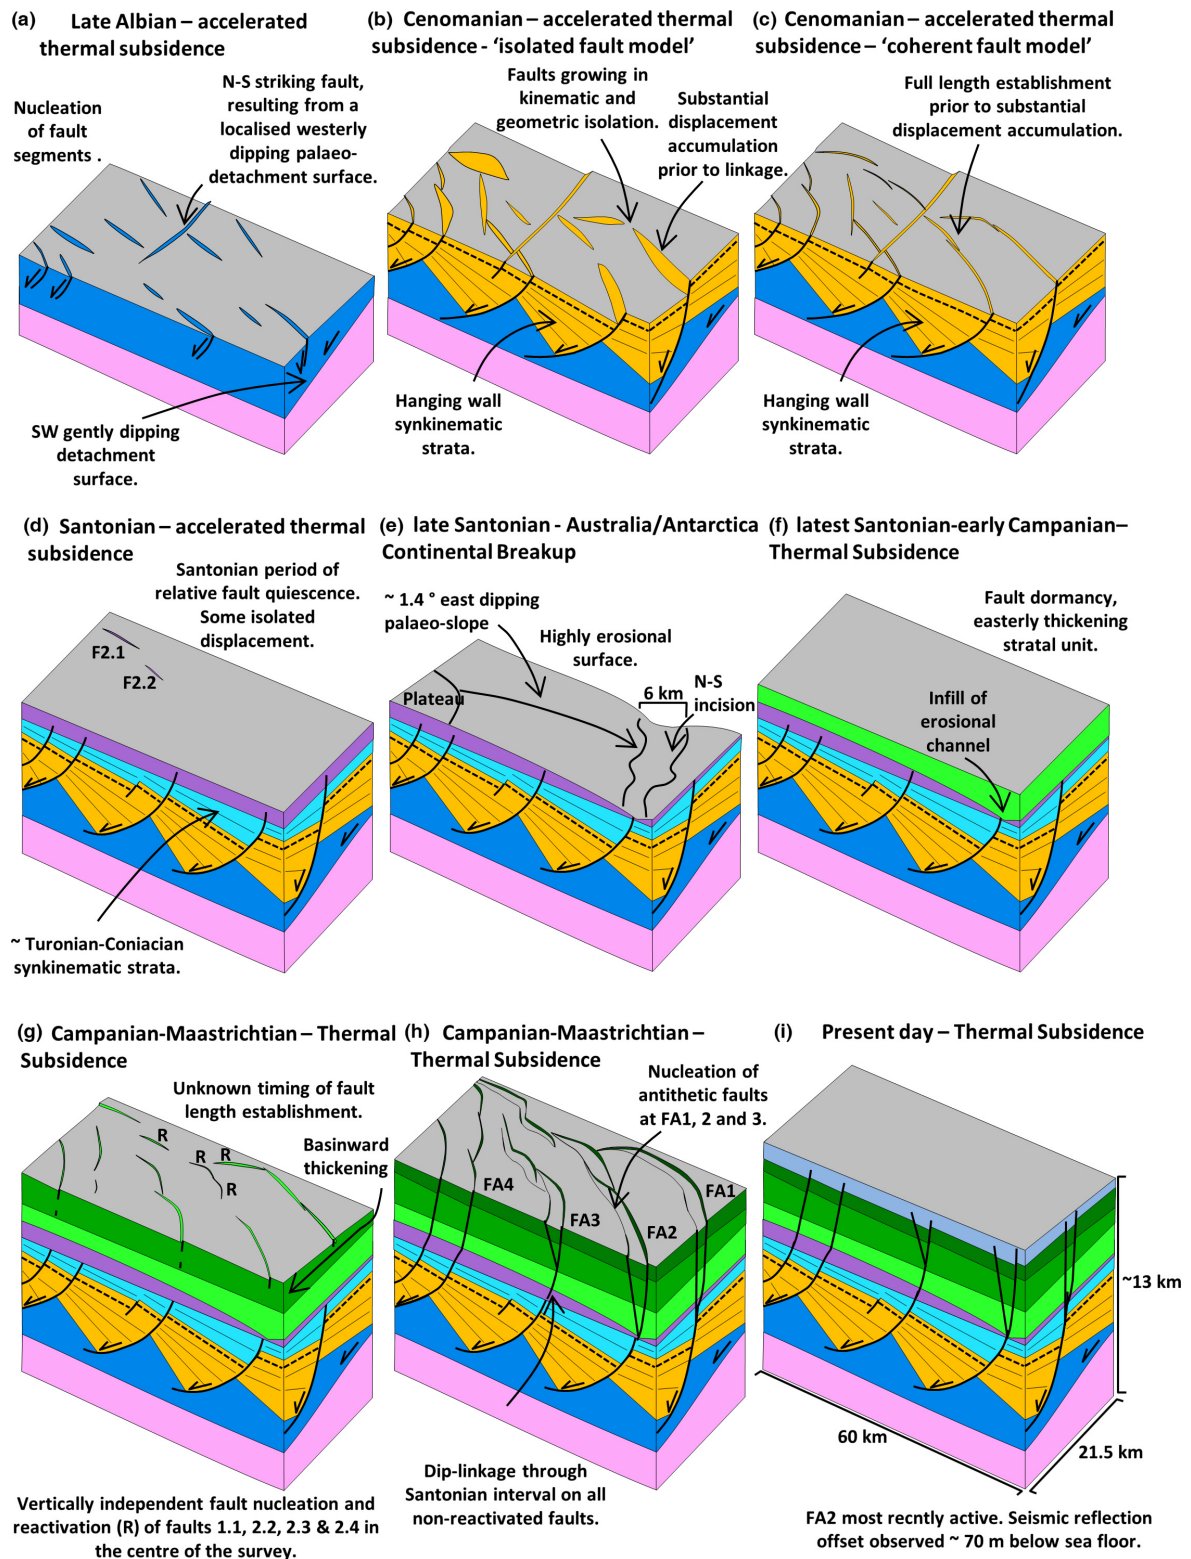 (a) Late Albian – accelerated
thermal subsidence
Nucleation
of fault
segments .
N-S striking fault,
resulting from a
localised westerly
dipping palaeo-
detachment surface.
SW gently dipping
detachment
surface.
(b) Cenomanian – accelerated thermal
subsidence - ‘isolated fault model’
Faults growing in
kinematic and
geometric isolation.
Substantial
displacement
accumulation
prior to linkage.
Hanging wall
synkinematic
strata.
(c) Cenomanian – accelerated thermal
subsidence – ‘coherent fault model’
Full length establishment
prior to substantial
displacement accumulation.
Hanging wall
synkinematic
strata.
(d) Santonian – accelerated thermal
subsidence
Santonian period of
relative fault quiescence.
Some isolated
displacement.
F2.1
F2.2
~ Turonian-Coniacian
synkinematic strata.
(e) late Santonian - Australia/Antarctica
Continental Breakup
~ 1.4 ° east dipping
palaeo-slope
Highly erosional
surface.
N-S
incision
6 km
Plateau
(f) latest Santonian-early Campanian–
Thermal Subsidence
Fault dormancy,
easterly thickening
stratal unit.
Infill of
erosional
channel
(g) Campanian-Maastrichtian – Thermal
Subsidence
Unknown timing of fault
length establishment.
Basinward
thickening
R
R
R
R
Vertically independent fault nucleation and
reactivation (R) of faults 1.1, 2.2, 2.3 & 2.4 in
the centre of the survey.
(h) Campanian-Maastrichtian –
Thermal Subsidence
Nucleation of
antithetic faults
at FA1, 2 and 3.
FA4
FA3
FA2
FA1
Dip-linkage through
Santonian interval on all
non-reactivated faults.
(i) Present day – Thermal Subsidence
~13 km
60 km
21.5 km
FA2 most recntly active. Seismic reflection
offset observed ~ 70 m below sea floor.